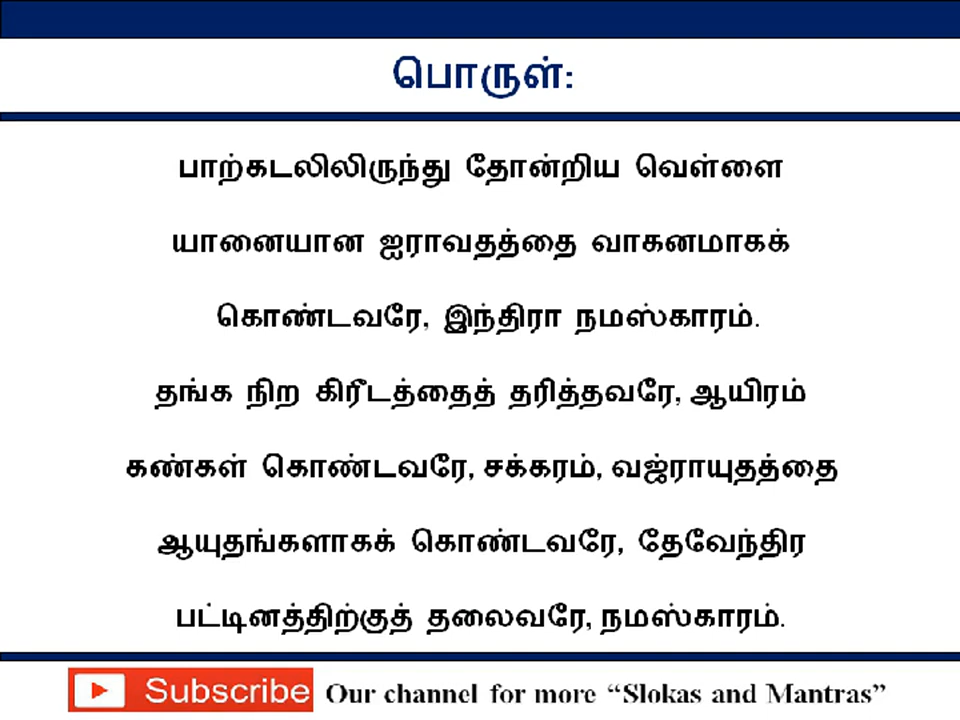 பொருள்:
பாற்கடலிலிருந்து தோன்றிய வெள்ளை
யானையான ஐராவதத்தை வாகனமாகக்
கொண்டவரே, இந்திரா நமஸ்காரம்.
தங்க நிற கிரீடத்தைத் தரித்தவரே, ஆயிரம்
கண்கள் கொண்டவரே, சக்கரம், வஜ்ராயுதத்தை
ஆயுதங்களாகக் கொண்டவரே, தேவேந்திர
பட்டினத்திற்குத் தலைவரே, நமஸ்காரம்.
Subscribe Our channel for more “Slokas and Mantras”